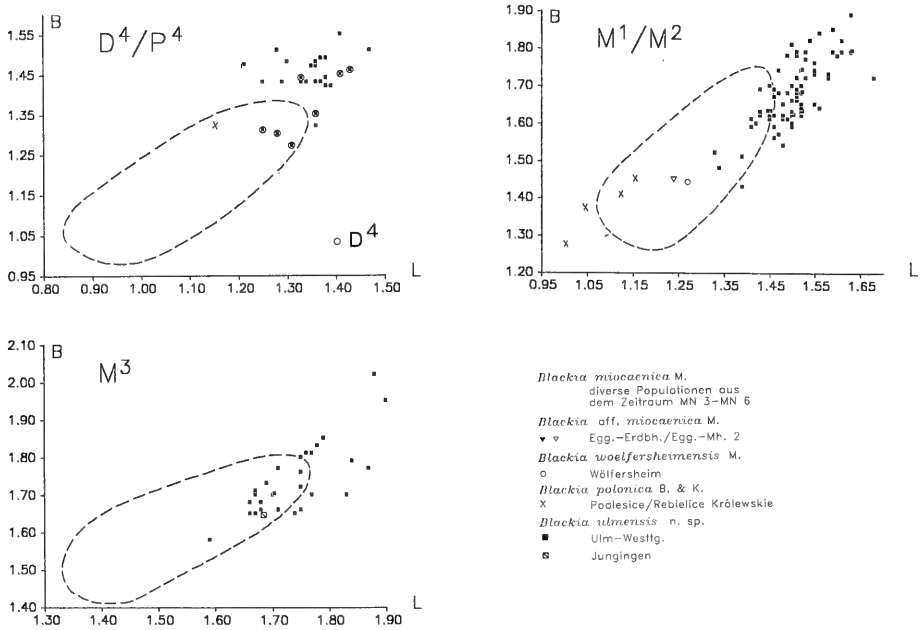 B
D⁴/P⁴
1.55
1.45
1.35
1.25
1.15
1.05
0.95
D⁴
L
0.80 0.90 1.00 1.10 1.20 1.30 1.40 1.50
B
M¹/M²
1.90
1.80
1.70
1.60
1.50
1.40
1.30
1.20
L
0.95 1.05 1.15 1.25 1.35 1.45 1.55 1.65
B
M³
2.10
2.00
1.90
1.80
1.70
1.60
1.50
1.40
L
1.30 1.40 1.50 1.60 1.70 1.80 1.90
Blackia miocaenica M.
diverse Populationen aus
dem Zeitraum MN 3–MN 6
Blackia aff. miocaenica M.
Egg.–Erdbh./Egg.–Mh. 2
Blackia woelfersheimensis M.
Wölfersheim
Blackia polonica B. & K.
Podlesice/Rebielice Królewskie
Blackia ulmensis n. sp.
Ulm–Westtg.
Jungingen